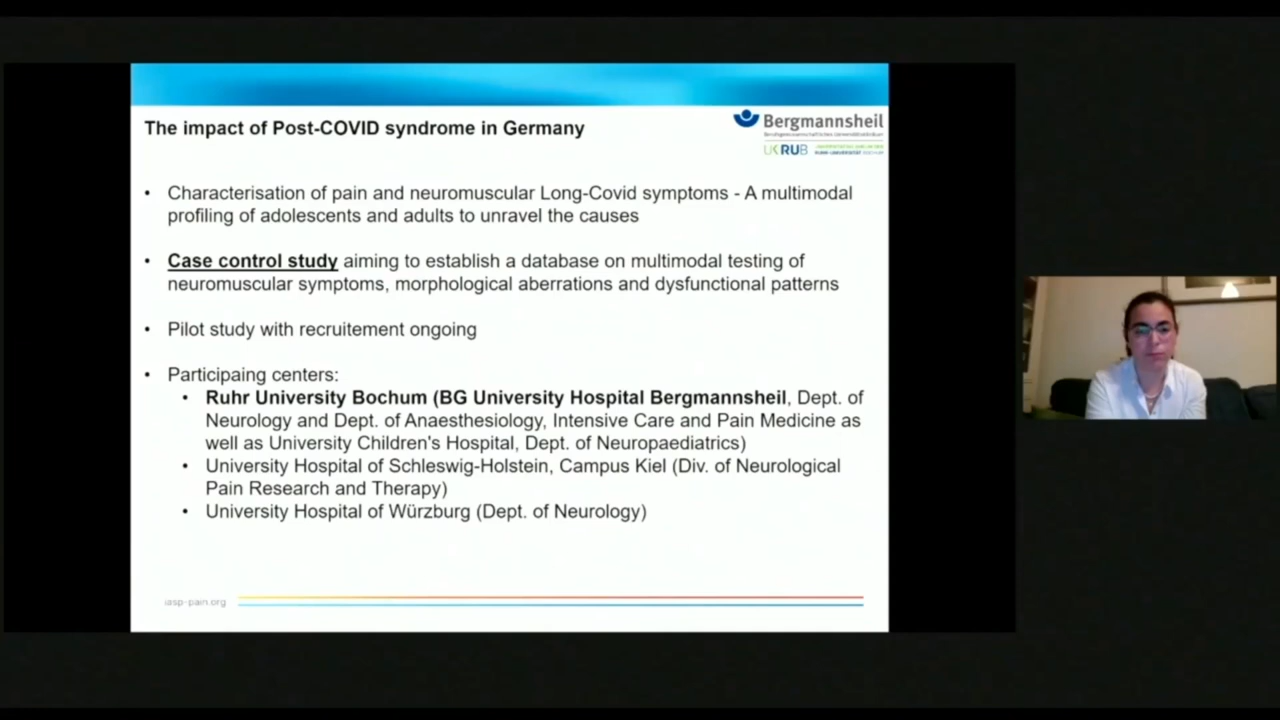 The impact of Post-COVID syndrome in Germany
Bergmannsheil
UK RUB
• Characterisation of pain and neuromuscular Long-Covid symptoms - A multimodal
profiling of adolescents and adults to unravel the causes
• Case control study aiming to establish a database on multimodal testing of
neuromuscular symptoms, morphological aberrations and dysfunctional patterns
• Pilot study with recruitement ongoing
• Participaing centers:
• Ruhr University Bochum (BG University Hospital Bergmannsheil, Dept. of
Neurology and Dept. of Anaesthesiology, Intensive Care and Pain Medicine as
well as University Children's Hospital, Dept. of Neuropaediatrics)
• University Hospital of Schleswig-Holstein, Campus Kiel (Div. of Neurological
Pain Research and Therapy)
• University Hospital of Würzburg (Dept. of Neurology)
iasp-pain.org